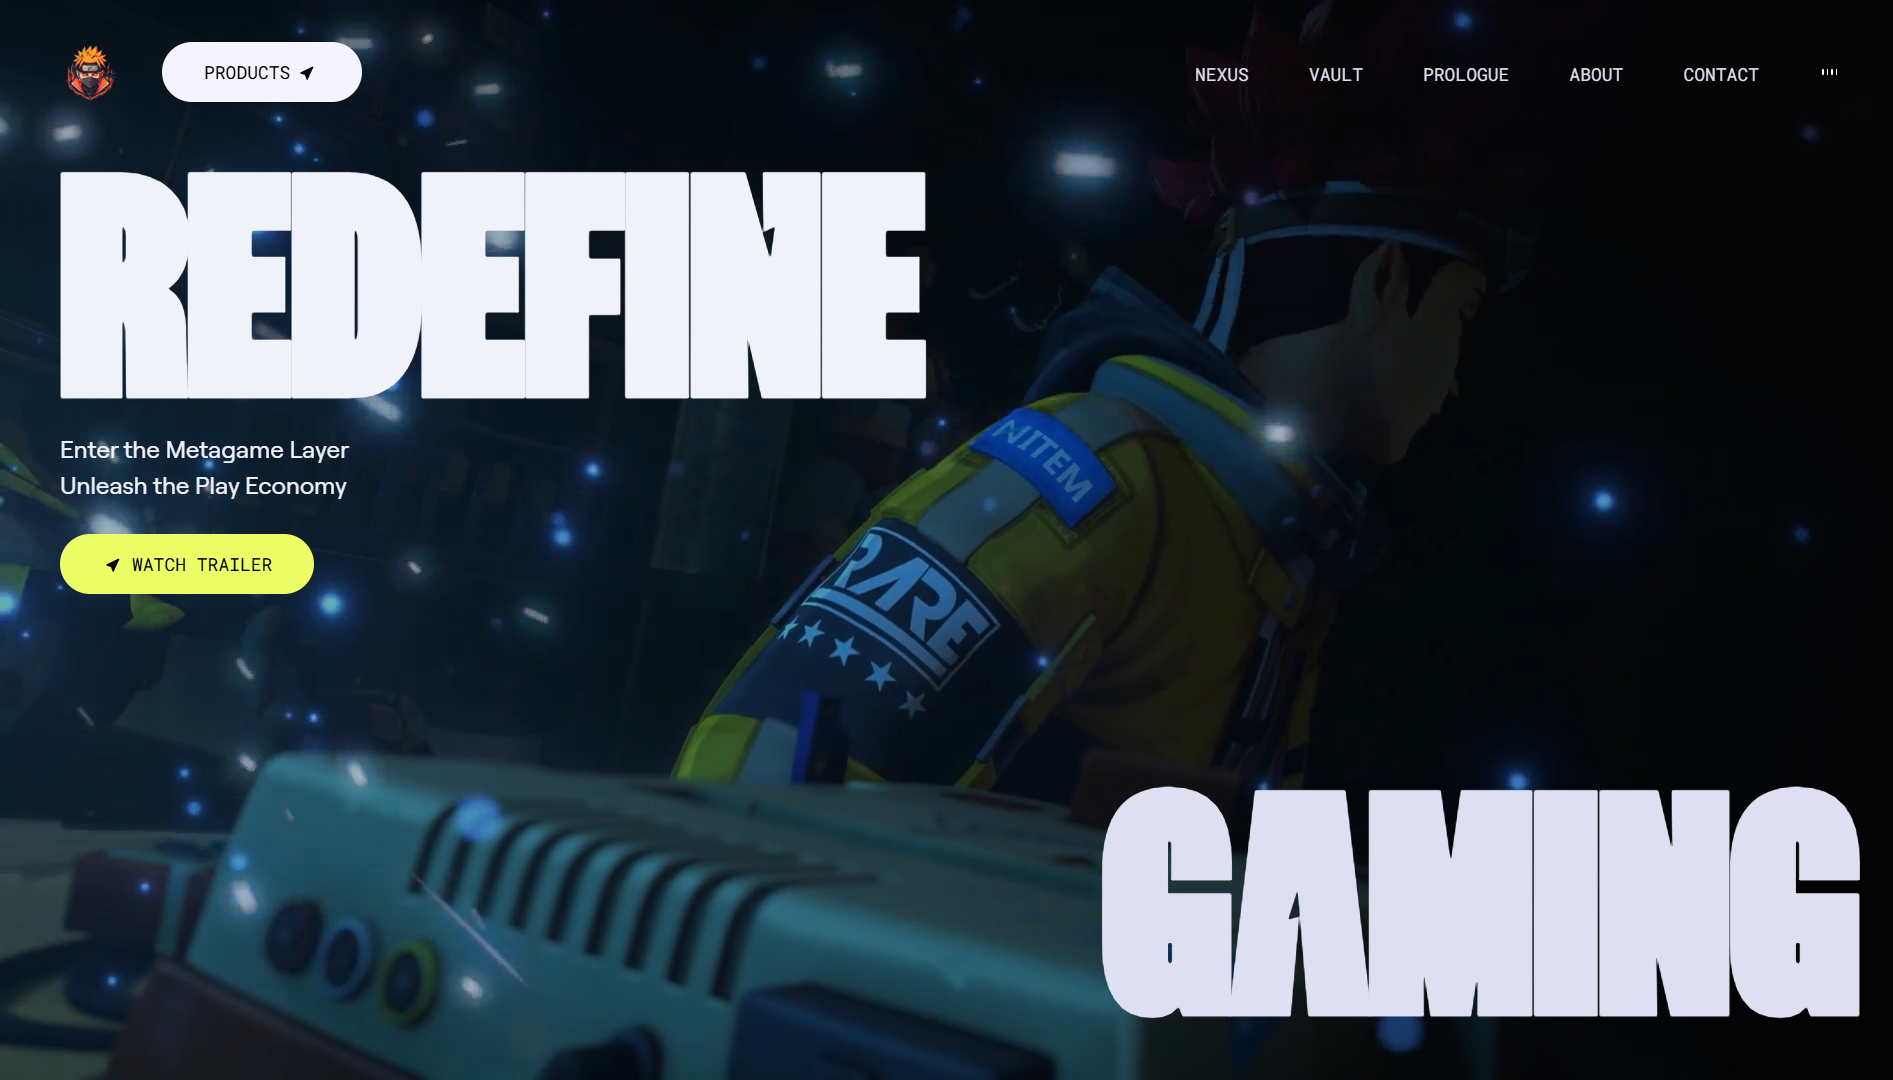 PRODUCTS
NEXUS VAULT PROLOGUE ABOUT CONTACT
REDEFINE
Enter the Metagame Layer
Unleash the Play Economy
WATCH TRAILER
NITEM
RARE
GAMING